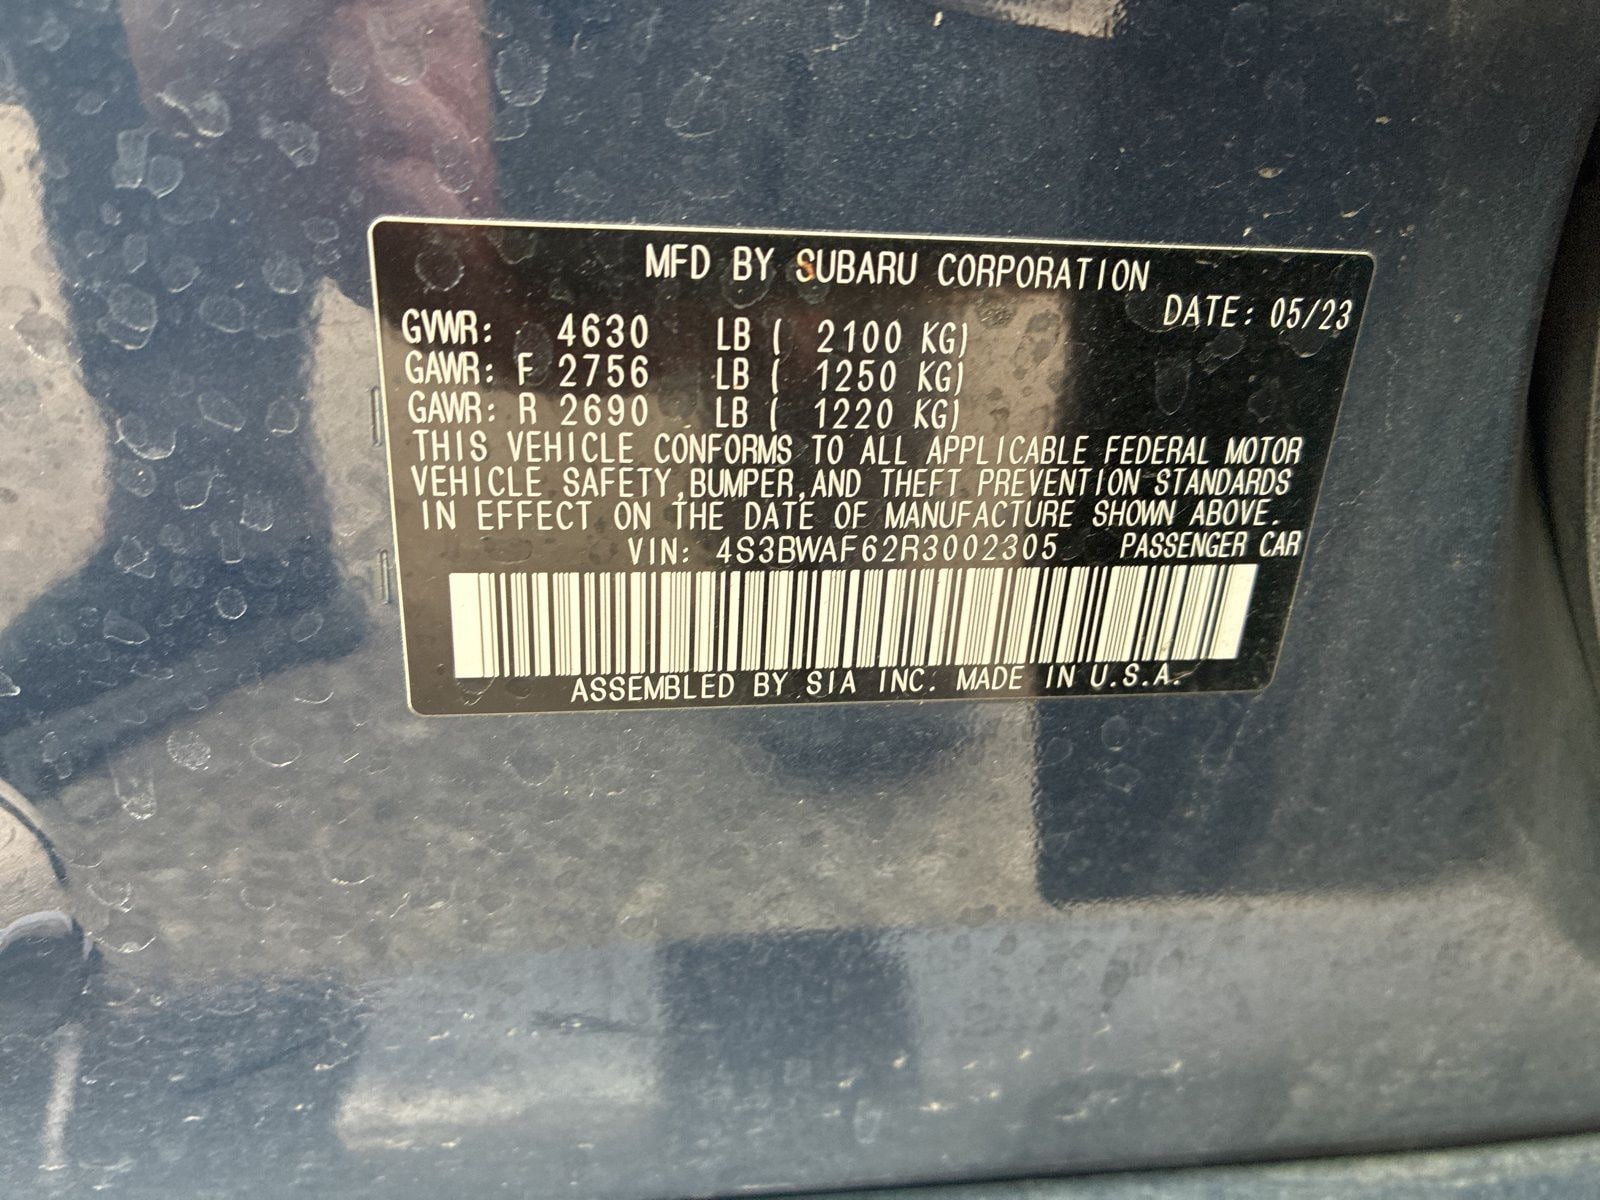 MFD BY SUBARU CORPORATION
DATE: 05/23
GVWR: 4630 LB ( 2100 KG)
GAWR: F 2756 LB ( 1250 KG)
GAWR: R 2690 LB ( 1220 KG)
THIS VEHICLE CONFORMS TO ALL APPLICABLE FEDERAL MOTOR
VEHICLE SAFETY,BUMPER,AND THEFT PREVENTION STANDARDS
IN EFFECT ON THE DATE OF MANUFACTURE SHOWN ABOVE.
VIN: 4S3BWAF62R3002305 PASSENGER CAR
ASSEMBLED BY SIA INC. MADE IN U.S.A.